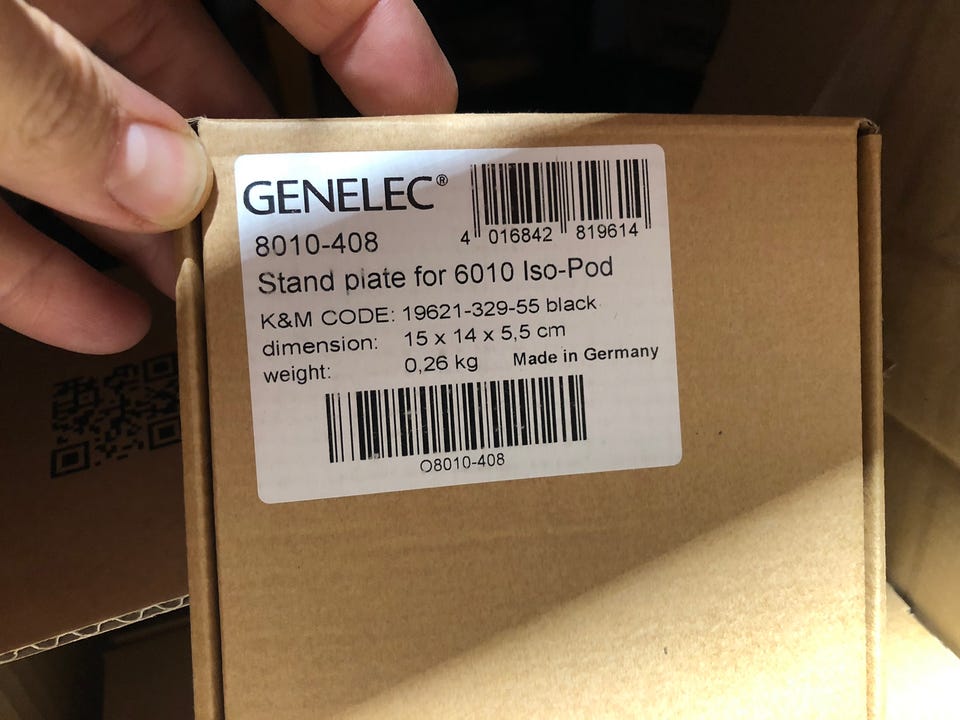 GENELEC®
8010-408
4 016842 819614
Stand plate for 6010 Iso-Pod
K&M CODE: 19621-329-55 black
dimension: 15 x 14 x 5,5 cm
weight: 0,26 kg Made in Germany
O8010-408